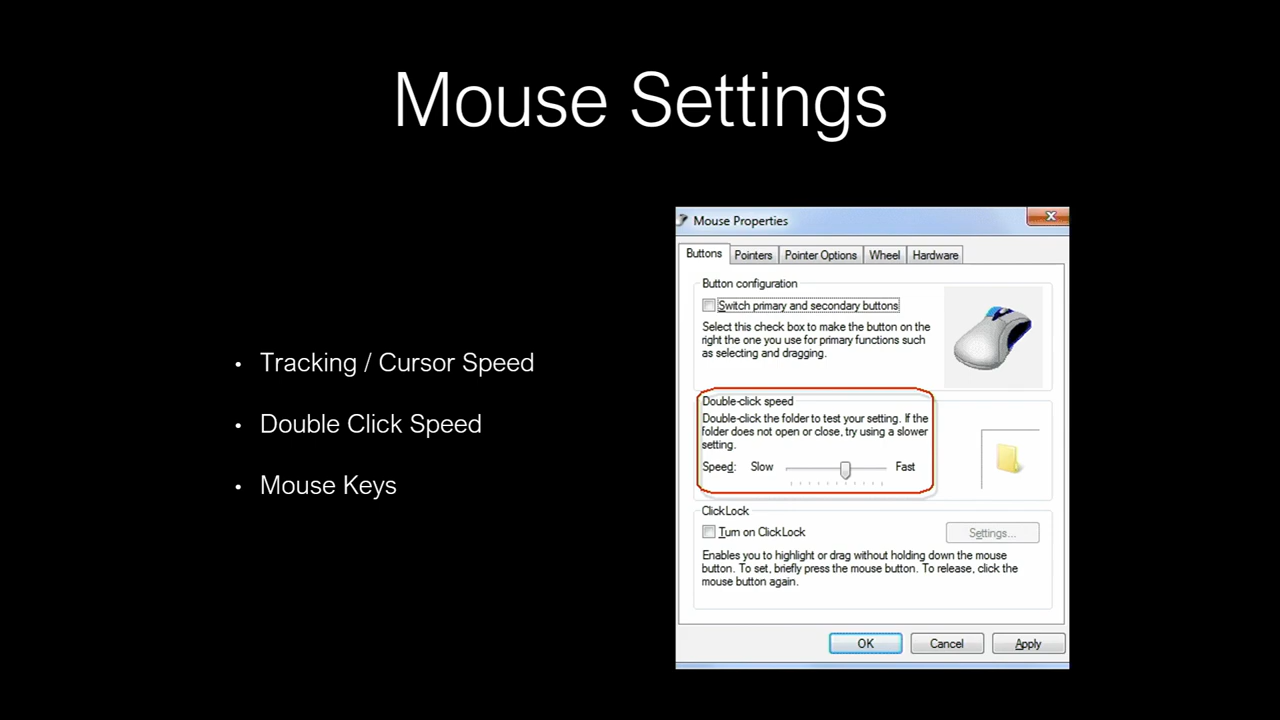 Mouse Settings
• Tracking / Cursor Speed
• Double Click Speed
• Mouse Keys
Mouse Properties
Buttons Pointers Pointer Options Wheel Hardware
Button configuration
Switch primary and secondary buttons
Select this check box to make the button on the
right the one you use for primary functions such
as selecting and dragging.
Double-click speed
Double-click the folder to test your setting. If the
folder does not open or close, try using a slower
setting.
Speed: Slow Fast
ClickLock
Turn on ClickLock Settings...
Enables you to highlight or drag without holding down the mouse
button. To set, briefly press the mouse button. To release, click the
mouse button again.
OK Cancel Apply